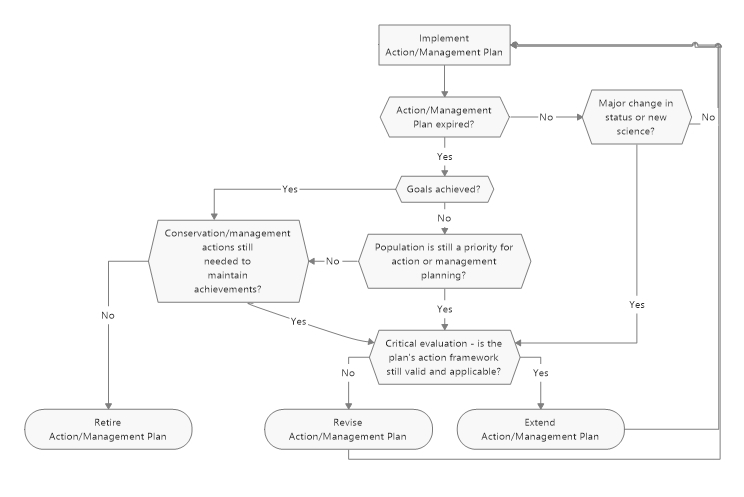 Implement
Action/Management Plan
Action/Management
Plan expired?
No
Major change in
status or new
science?
No
Yes
Goals achieved?
Yes
No
Conservation/management
actions still
needed to
maintain
achievements?
No
Population is still a priority for
action or management
planning?
No
Yes
Yes
Yes
Critical evaluation - is the
plan's action framework
still valid and applicable?
No
Yes
Retire
Action/Management Plan
Revise
Action/Management Plan
Extend
Action/Management Plan